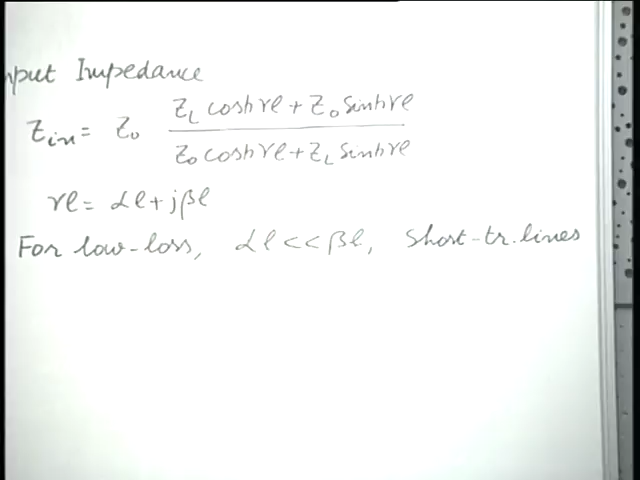 nput Impedance
Zin = Z0 (ZL coshγl + Z0 sinhγl) / (Z0 coshγl + ZL sinhγl)
γl = αl + jβl
For low-loss, αl << βl, short-tr. lines